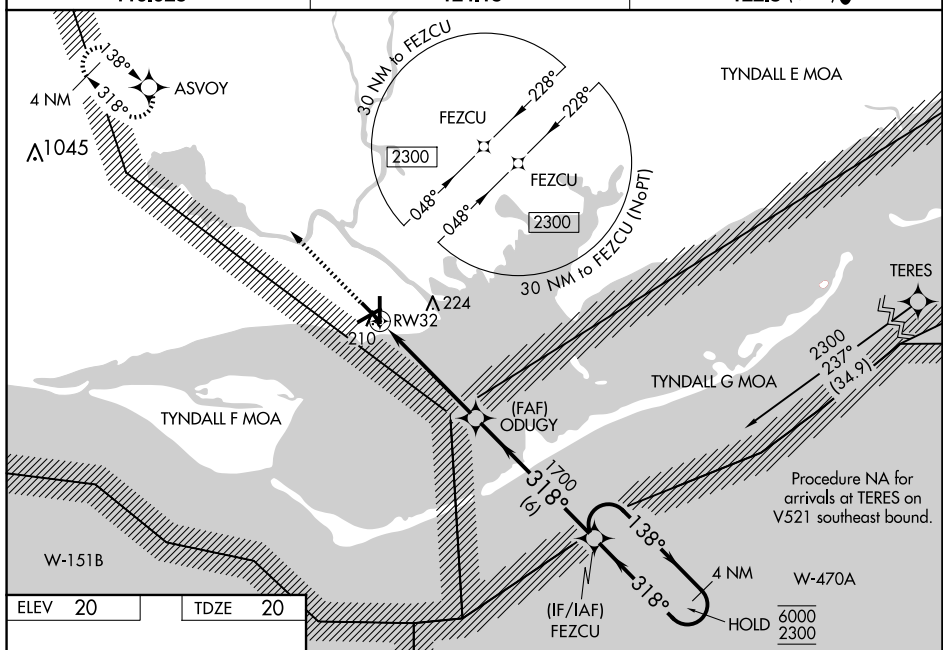 138°
ASVOY
4 NM
318°
1045
30 NM to FEZCU
228°
FEZCU
2300
048°
228°
FEZCU
2300
048°
30 NM to FEZCU (NoPT)
TYNDALL E MOA
TERES
2300
237°
(34.9)
224
RW32
210
TYNDALL G MOA
TYNDALL F MOA
(FAF)
ODUGY
1700
318°
(6)
Procedure NA for
arrivals at TERES on
V521 southeast bound.
138°
4 NM
318°
W-151B
W-470A
(IF/IAF)
FEZCU
HOLD
6000
2300
ELEV 20
TDZE 20